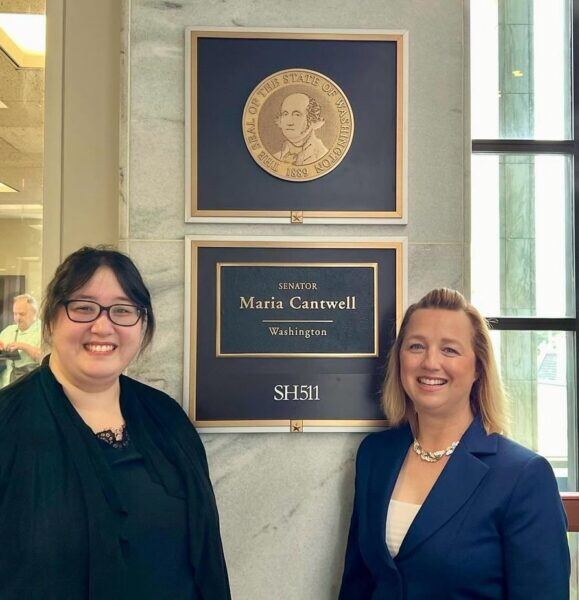 THE SEAL OF THE STATE OF WASHINGTON
1889
SENATOR
Maria Cantwell
Washington
SH511